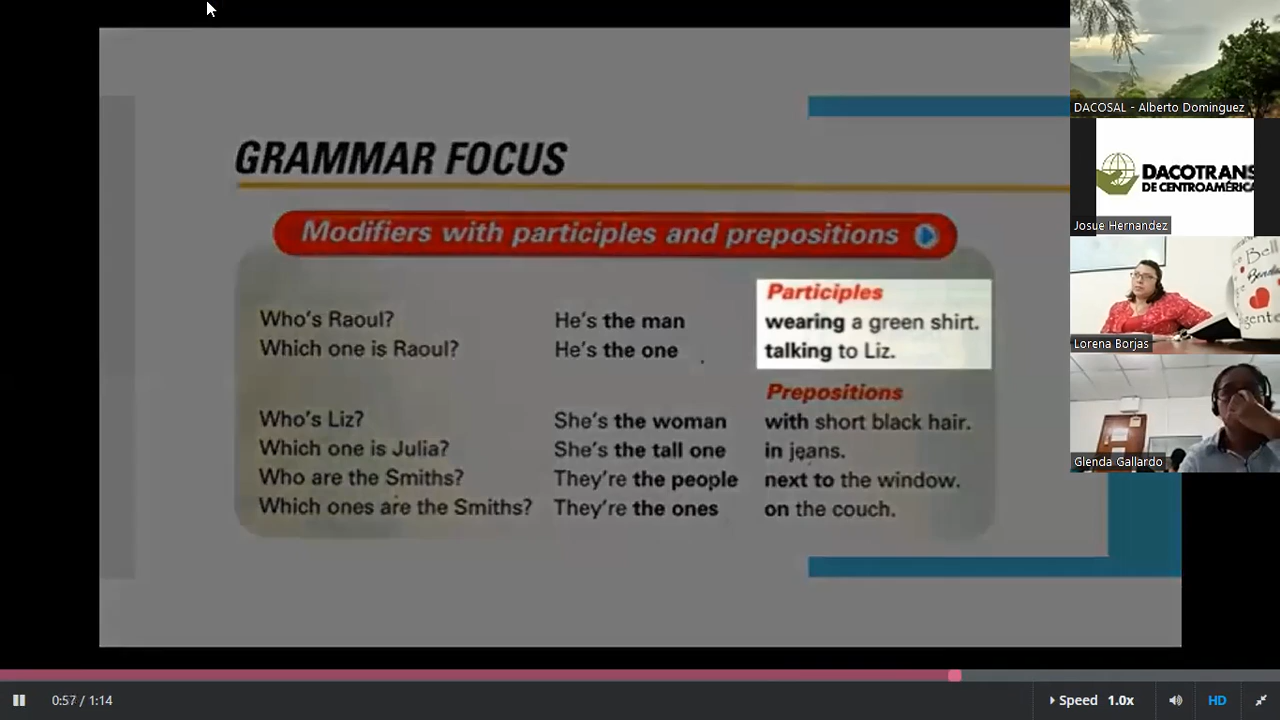 GRAMMAR FOCUS
Modifiers with participles and prepositions
Participles
Who's Raoul? He's the man wearing a green shirt.
Which one is Raoul? He's the one talking to Liz.
Prepositions
Who's Liz? She's the woman with short black hair.
Which one is Julia? She's the tall one in jeans.
Who are the Smiths? They're the people next to the window.
Which ones are the Smiths? They're the ones on the couch.
DACOSAL - Alberto Dominguez
DACOTRANS
DE CENTROAMÉRICA
Josue Hernandez
Bell
Lorena Borjas
Glenda Gallardo
0:57 / 1:14
Speed 1.0x
HD